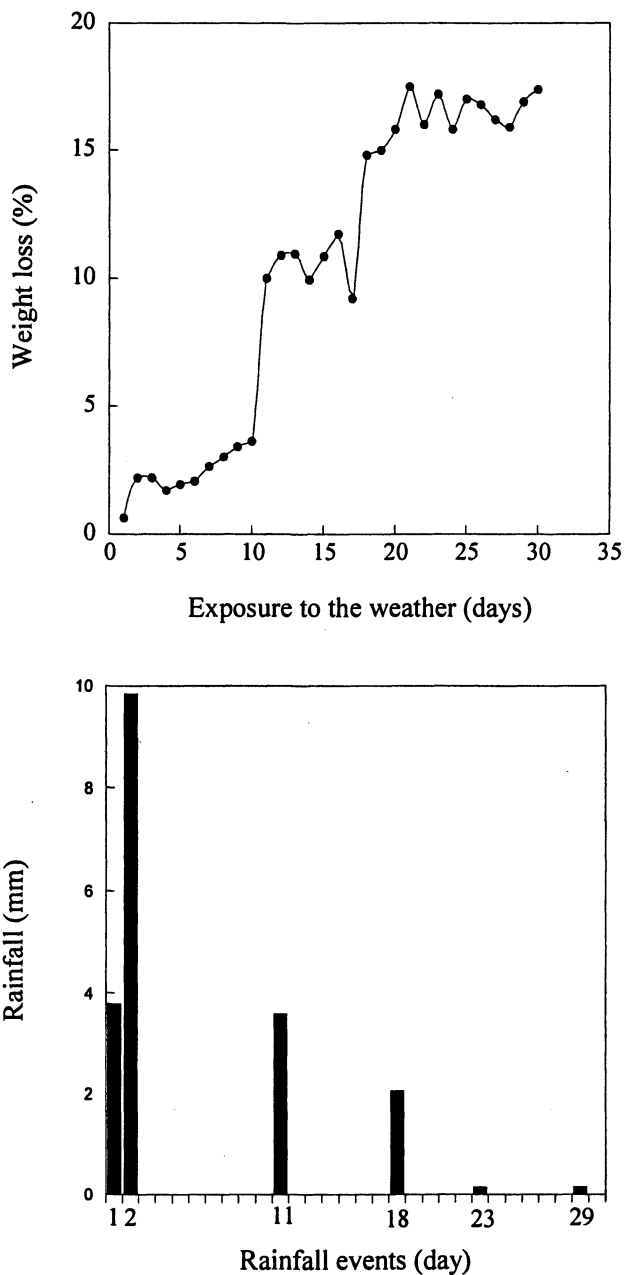 20
15
10
5
0
Weight loss (%)
0 5 10 15 20 25 30 35
Exposure to the weather (days)
10
8
6
4
2
0
Rainfall (mm)
1 2 11 18 23 29
Rainfall events (day)